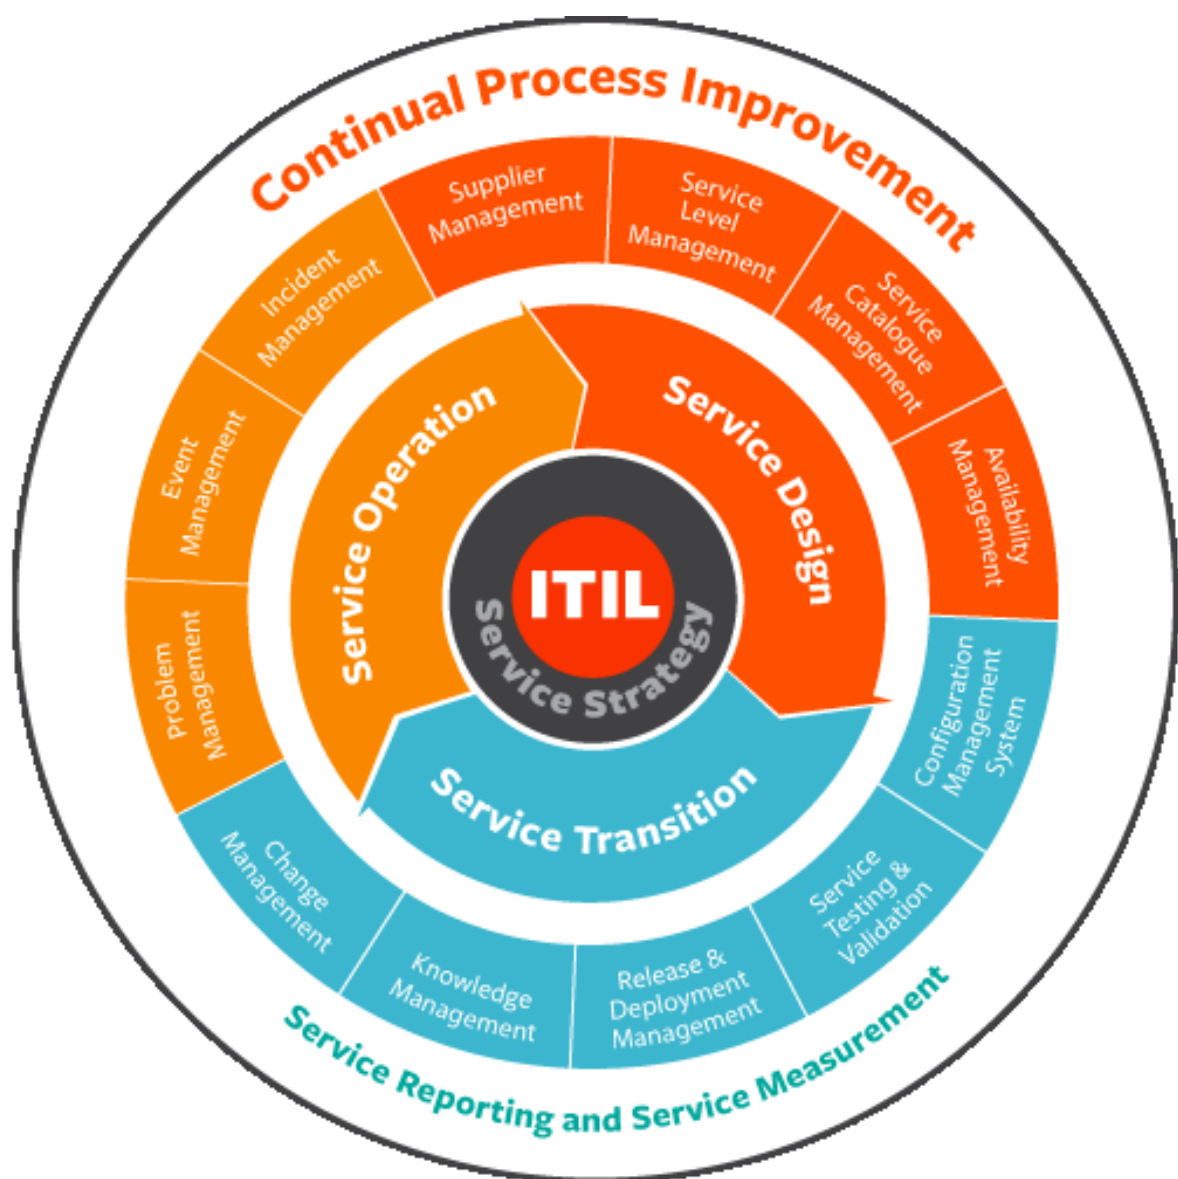 Continual Process Improvement
Supplier
Management
Service
Level
Management
Service
Catalogue
Management
Availability
Management
Configuration
Management
System
Service
Testing &
Validation
Release &
Deployment
Management
Knowledge
Management
Change
Management
Problem
Management
Event
Management
Incident
Management
Service Operation
Service Design
Service Transition
ITIL
Service Strategy
Service Reporting and Service Measurement